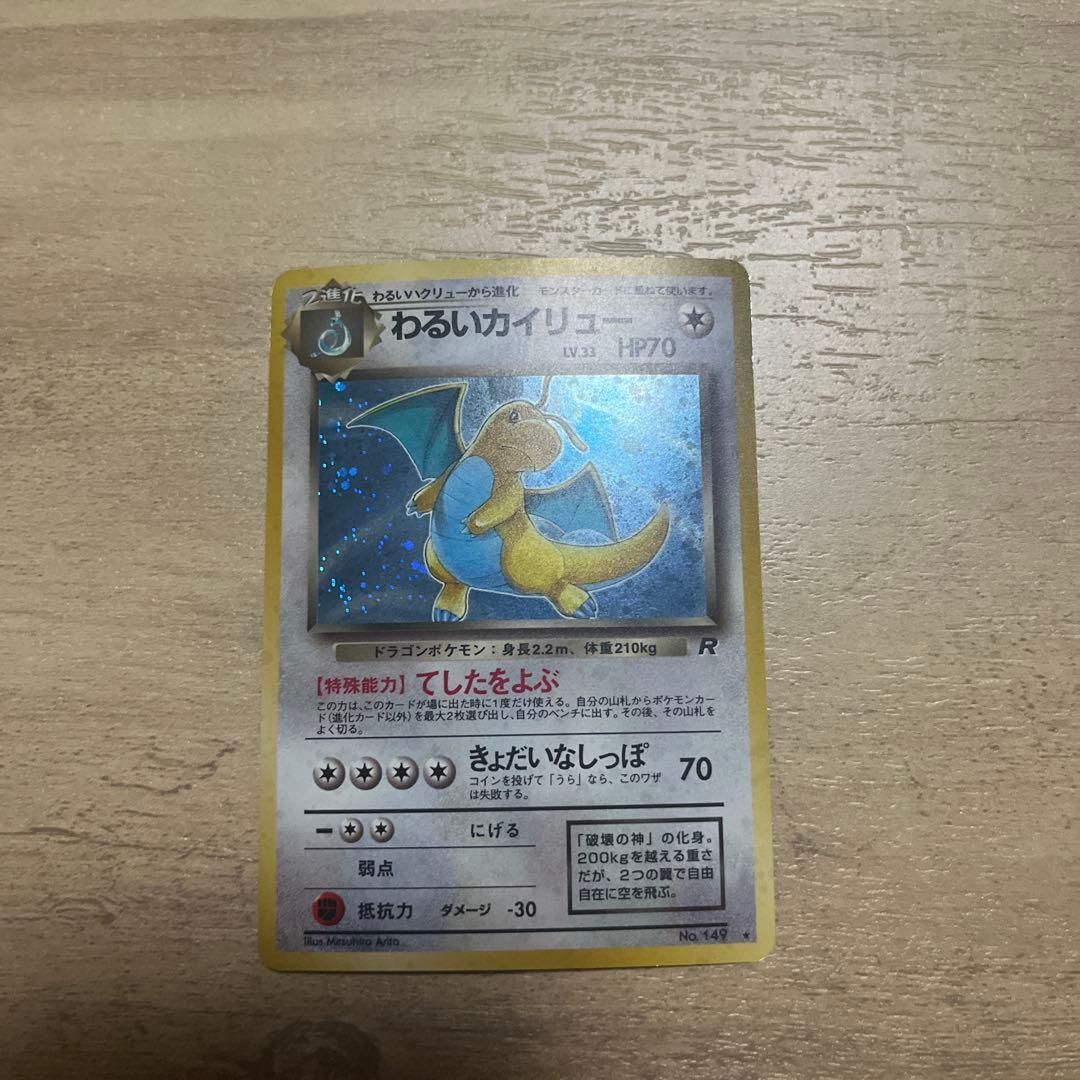 2進化 わるいハクリューから進化 モンスターカードに重ねて使います。
わるいカイリュー
LV.33 HP70
ドラゴンポケモン：身長2.2m、体重210kg R
【特殊能力】てしたをよぶ
この力は、このカードが場に出た時に1度だけ使える。自分の山札からポケモンカー
ド(進化カード以外)を最大2枚選び出し、自分のベンチに出す。その後、その山札を
よく切る。
きょだいなしっぽ 70
コインを投げて「うら」なら、このワザ
は失敗する。
にげる
弱点
抵抗力 ダメージ -30
「破壊の神」の化身。
200kgを越える重さ
だが、2つの翼で自由
自在に空を飛ぶ。
Illus. Mitsuhiro Arita
No. 149 ★